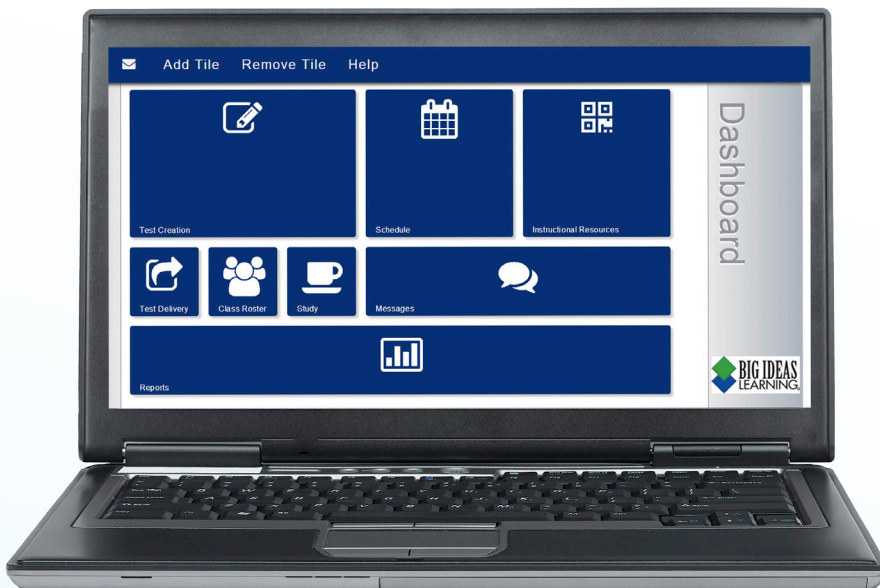 Add Tile Remove Tile Help
Test Creation
Schedule
Instructional Resources
Test Delivery
Class Roster
Study
Messages
Reports
Dashboard
BIG IDEAS
LEARNING